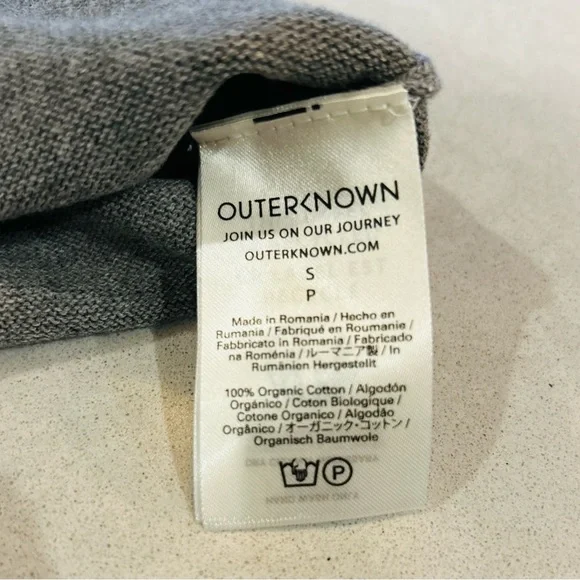 OUTERKNOWN
JOIN US ON OUR JOURNEY
OUTERKNOWN.COM
S
P
Made in Romania / Hecho en
Rumania / Fabriqué en Roumanie /
Fabbricato in Romania / Fabricado
na Roménia / ルーマニア製 / In
Rumänien Hergestellt
100% Organic Cotton / Algodón
Orgánico / Coton Biologique /
Cotone Organico / Algodão
Orgânico / オーガニック・コットン /
Organisch Baumwole
P